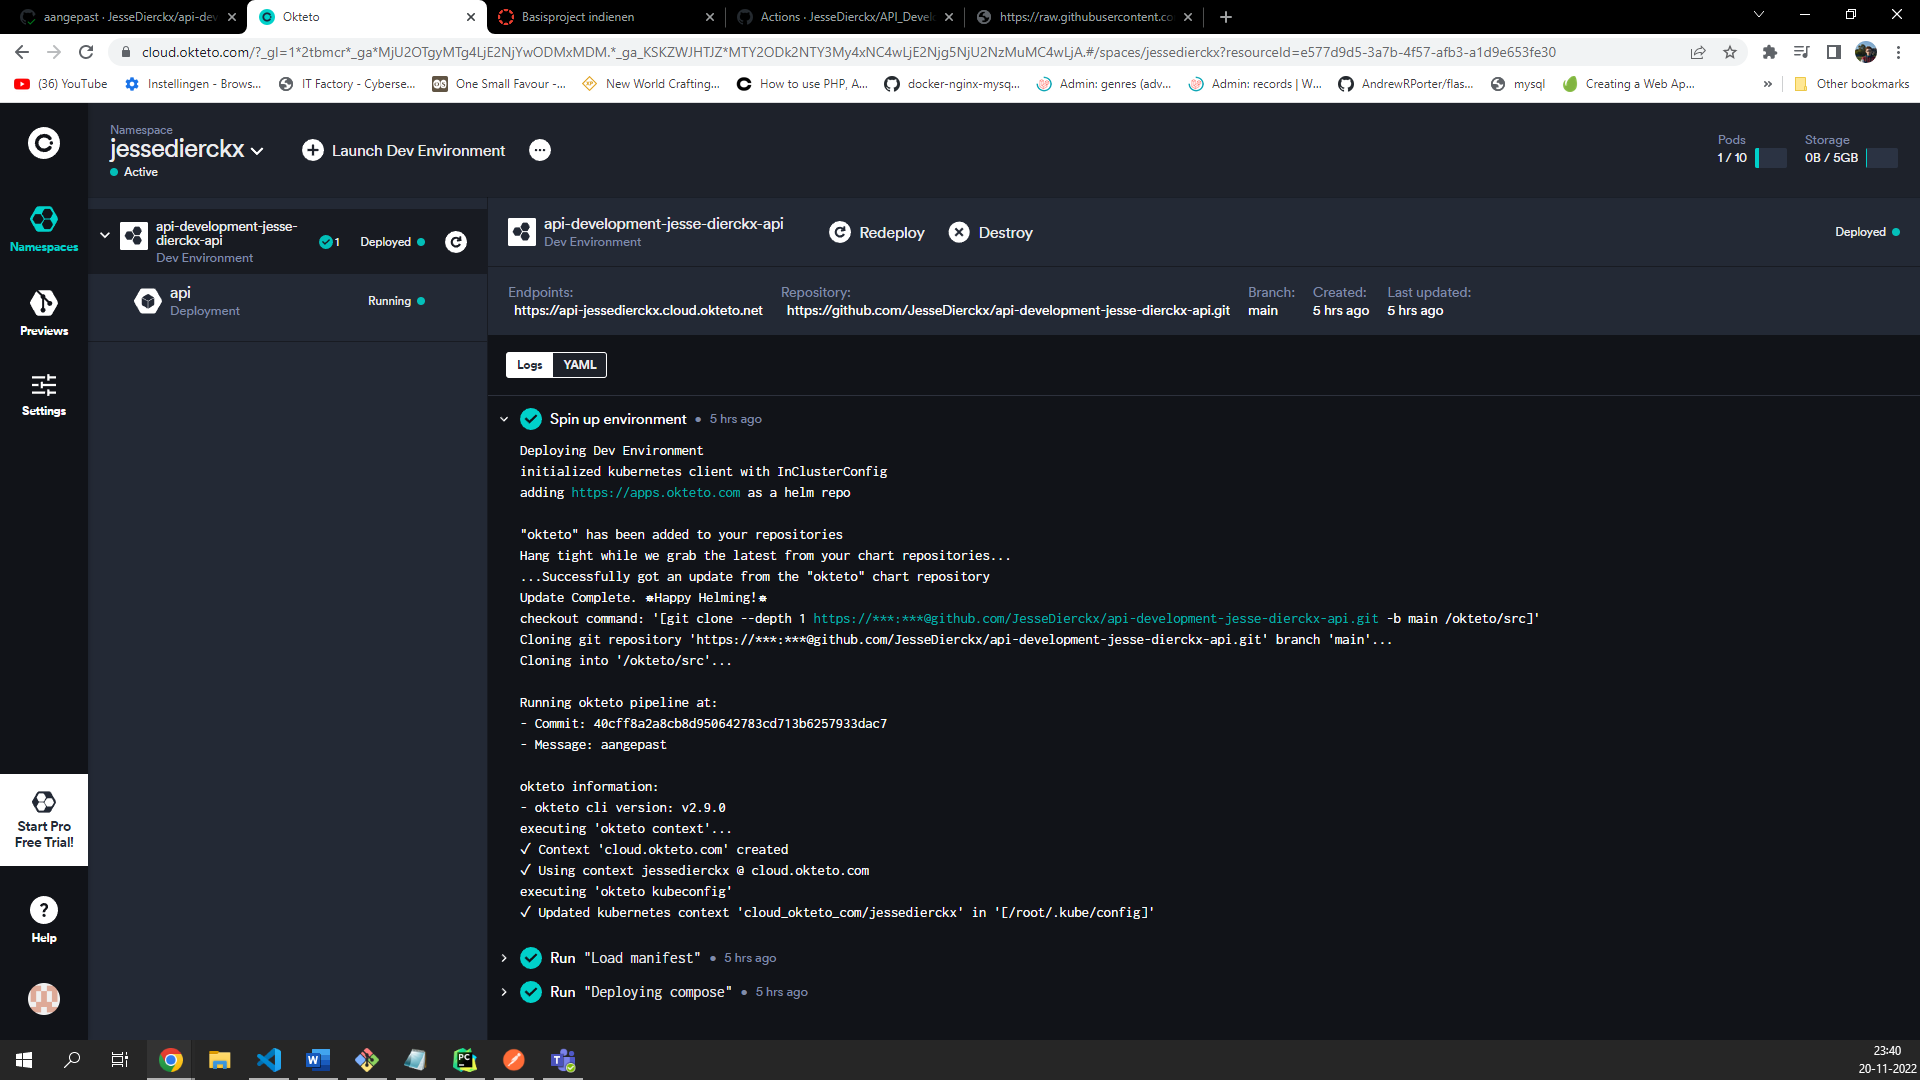 aangepast · JesseDierckx/api-dev
Okteto
Basisproject indienen
Actions · JesseDierckx/API_Devel
https://raw.githubusercontent.co
cloud.okteto.com/?_gl=1*2tbmcr*_ga*MjU2OTgyMTg4LjE2NjYwODMxMDM.*_ga_KSKZWJHTJZ*MTY2ODk2NTY3My4xNC4wLjE2Njg5NjU2NzMuMC4wLjA.#/spaces/jessedierckx?resourceId=e577d9d5-3a7b-4f57-afb3-a1d9e653fe30
(36) YouTube
Instellingen - Brows...
IT Factory - Cyberse...
One Small Favour -...
New World Crafting...
How to use PHP, A...
docker-nginx-mysq...
Admin: genres (adv...
Admin: records | W...
AndrewRPorter/flas...
mysql
Creating a Web Ap...
»
Other bookmarks
Namespace
jessedierckx
Active
Launch Dev Environment
Pods
1 / 10
Storage
0B / 5GB
Namespaces
Previews
Settings
Start Pro
Free Trial!
Help
api-development-jesse-
dierckx-api
Dev Environment
1
Deployed
api
Deployment
Running
api-development-jesse-dierckx-api
Dev Environment
Redeploy
Destroy
Deployed
Endpoints:
https://api-jessedierckx.cloud.okteto.net
Repository:
https://github.com/JesseDierckx/api-development-jesse-dierckx-api.git
Branch:
main
Created:
5 hrs ago
Last updated:
5 hrs ago
Logs
YAML
Spin up environment • 5 hrs ago
Deploying Dev Environment
initialized kubernetes client with InClusterConfig
adding https://apps.okteto.com as a helm repo
"okteto" has been added to your repositories
Hang tight while we grab the latest from your chart repositories...
...Successfully got an update from the "okteto" chart repository
Update Complete. ⎈Happy Helming!⎈
checkout command: '[git clone --depth 1 https://***:***@github.com/JesseDierckx/api-development-jesse-dierckx-api.git -b main /okteto/src]'
Cloning git repository 'https://***:***@github.com/JesseDierckx/api-development-jesse-dierckx-api.git' branch 'main'...
Cloning into '/okteto/src'...
Running okteto pipeline at:
- Commit: 40cff8a2a8cb8d950642783cd713b6257933dac7
- Message: aangepast
okteto information:
- okteto cli version: v2.9.0
executing 'okteto context'...
✓ Context 'cloud.okteto.com' created
✓ Using context jessedierckx @ cloud.okteto.com
executing 'okteto kubeconfig'
✓ Updated kubernetes context 'cloud_okteto_com/jessedierckx' in '[/root/.kube/config]'
Run "Load manifest" • 5 hrs ago
Run "Deploying compose" • 5 hrs ago
23:40
20-11-2022